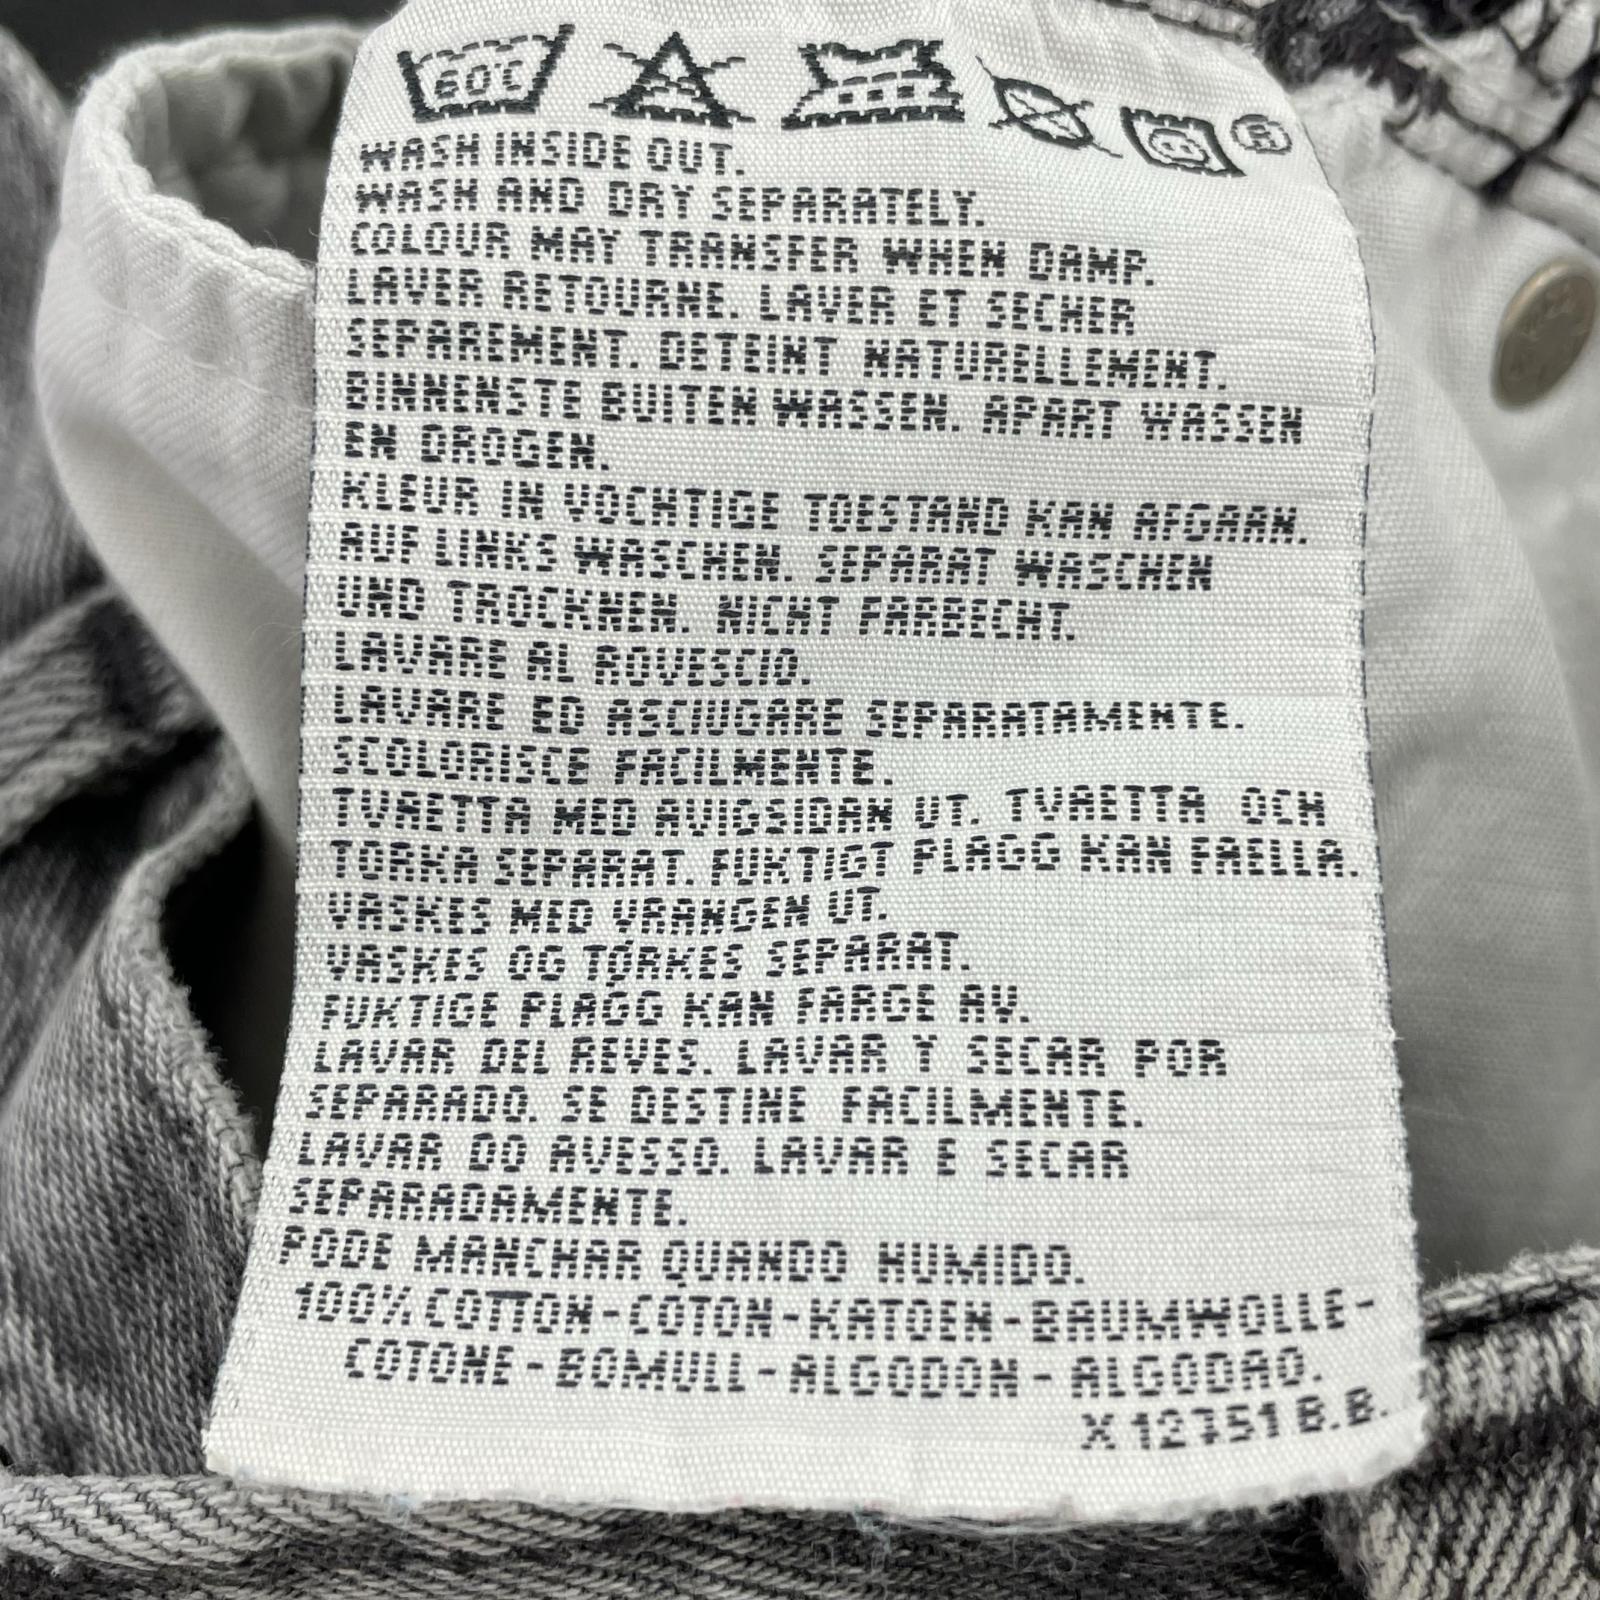 60°C
WASH INSIDE OUT.
WASH AND DRY SEPARATELY.
COLOUR MAY TRANSFER WHEN DAMP.
LAVER RETOURNE. LAVER ET SECHER
SEPAREMENT. DETEINT NATURELLEMENT.
BINNENSTE BUITEN WASSEN. APART WASSEN
EN DROGEN.
KLEUR IN VOCHTIGE TOESTAND KAN AFGAAN.
AUF LINKS WASCHEN. SEPARAT WASCHEN
UND TROCKNEN. NICHT FARBECHT.
LAVARE AL ROVESCIO.
LAVARE ED ASCIUGARE SEPARATAMENTE.
SCOLORISCE FACILMENTE.
TVAETTA MED AVIGSIDAN UT. TVAETTA OCH
TORKA SEPARAT. FUKTIGT PLAGG KAN FAELLA.
VASKES MED VRANGEN UT.
VASKES OG TØRKES SEPARAT.
FUKTIGE PLAGG KAN FARGE AV.
LAVAR DEL REVES. LAVAR Y SECAR POR
SEPARADO. SE DESTINE FACILMENTE.
LAVAR DO AVESSO. LAVAR E SECAR
SEPARADAMENTE.
PODE MANCHAR QUANDO HUMIDO.
100% COTTON-COTON-KATOEN-BAUMWOLLE-
COTONE-BOMULL-ALGODON-ALGODAO.
X 12751 B.B.